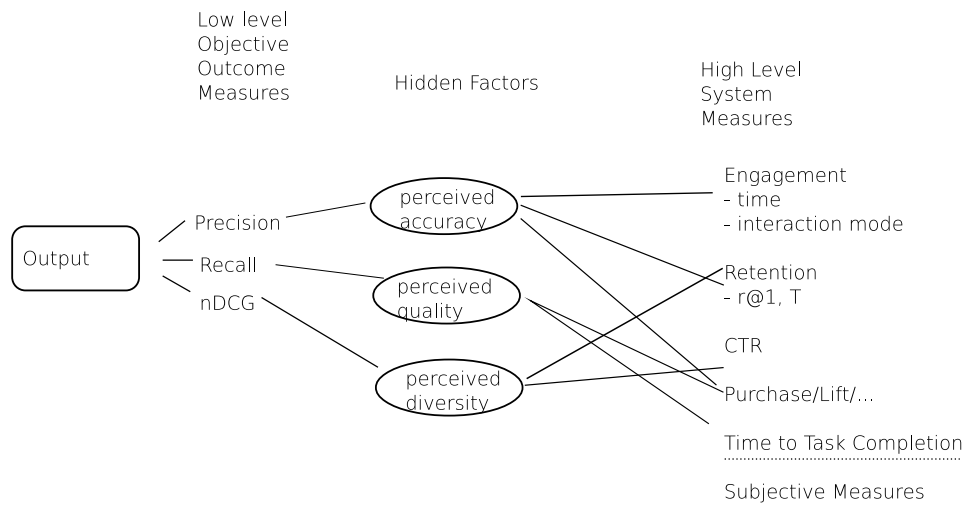 Low level
Objective
Outcome
Measures
Hidden Factors
High Level
System
Measures
Output
Precision
Recall
nDCG
perceived
accuracy
perceived
quality
perceived
diversity
Engagement
- time
- interaction mode
Retention
- r@1, T
CTR
Purchase/Lift/...
Time to Task Completion
Subjective Measures